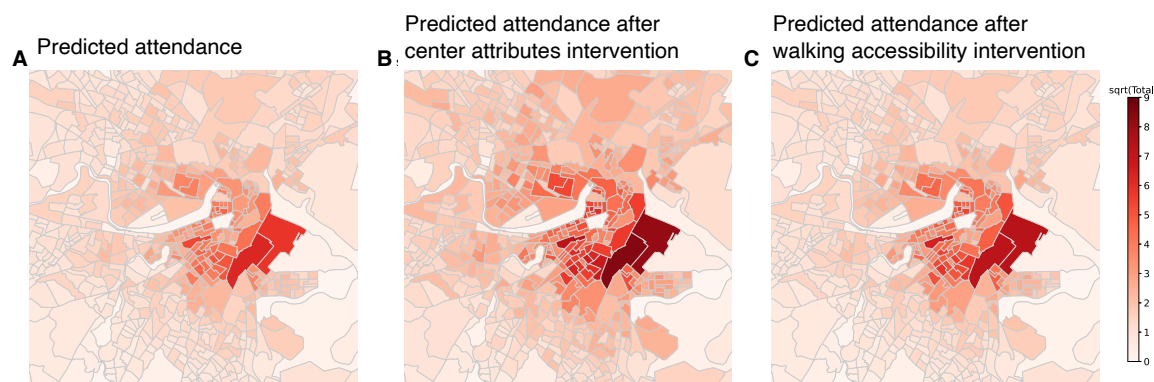 A Predicted attendance
B Predicted attendance after
center attributes intervention
C Predicted attendance after
walking accessibility intervention
sqrt(Total
9
8
7
6
5
4
3
2
1
0